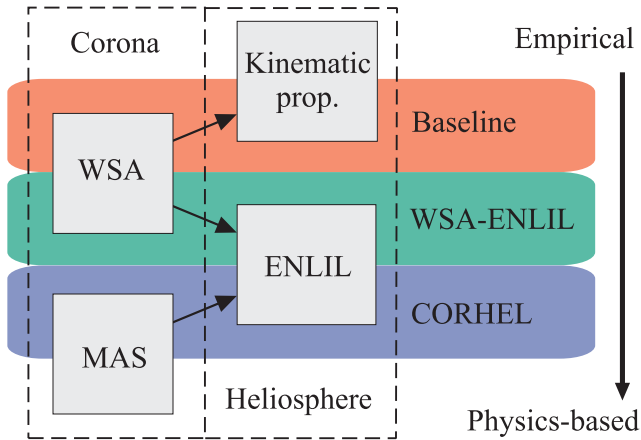 Corona
Empirical
Kinematic
prop.
Baseline
WSA
WSA-ENLIL
ENLIL
CORHEL
MAS
Heliosphere
Physics-based